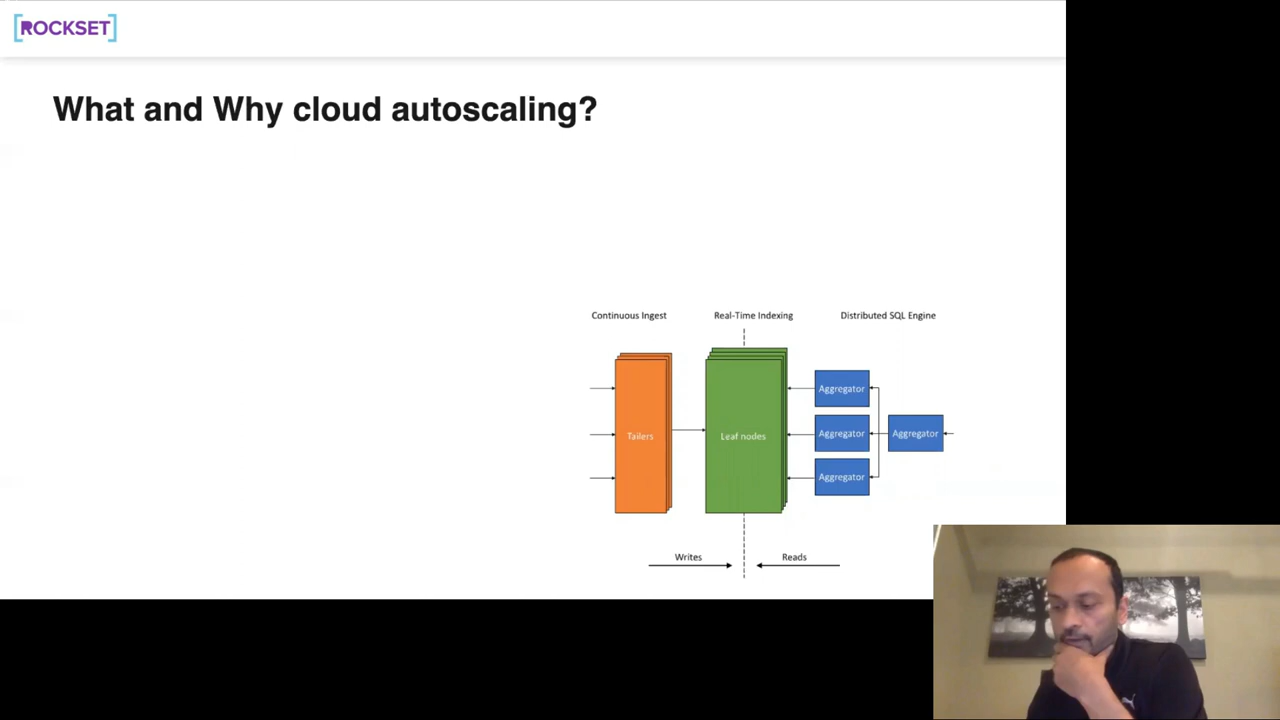 [ROCKSET]
What and Why cloud autoscaling?
Continuous Ingest
Real-Time Indexing
Distributed SQL Engine
Tailers
Leaf nodes
Aggregator
Aggregator
Aggregator
Aggregator
Writes
Reads